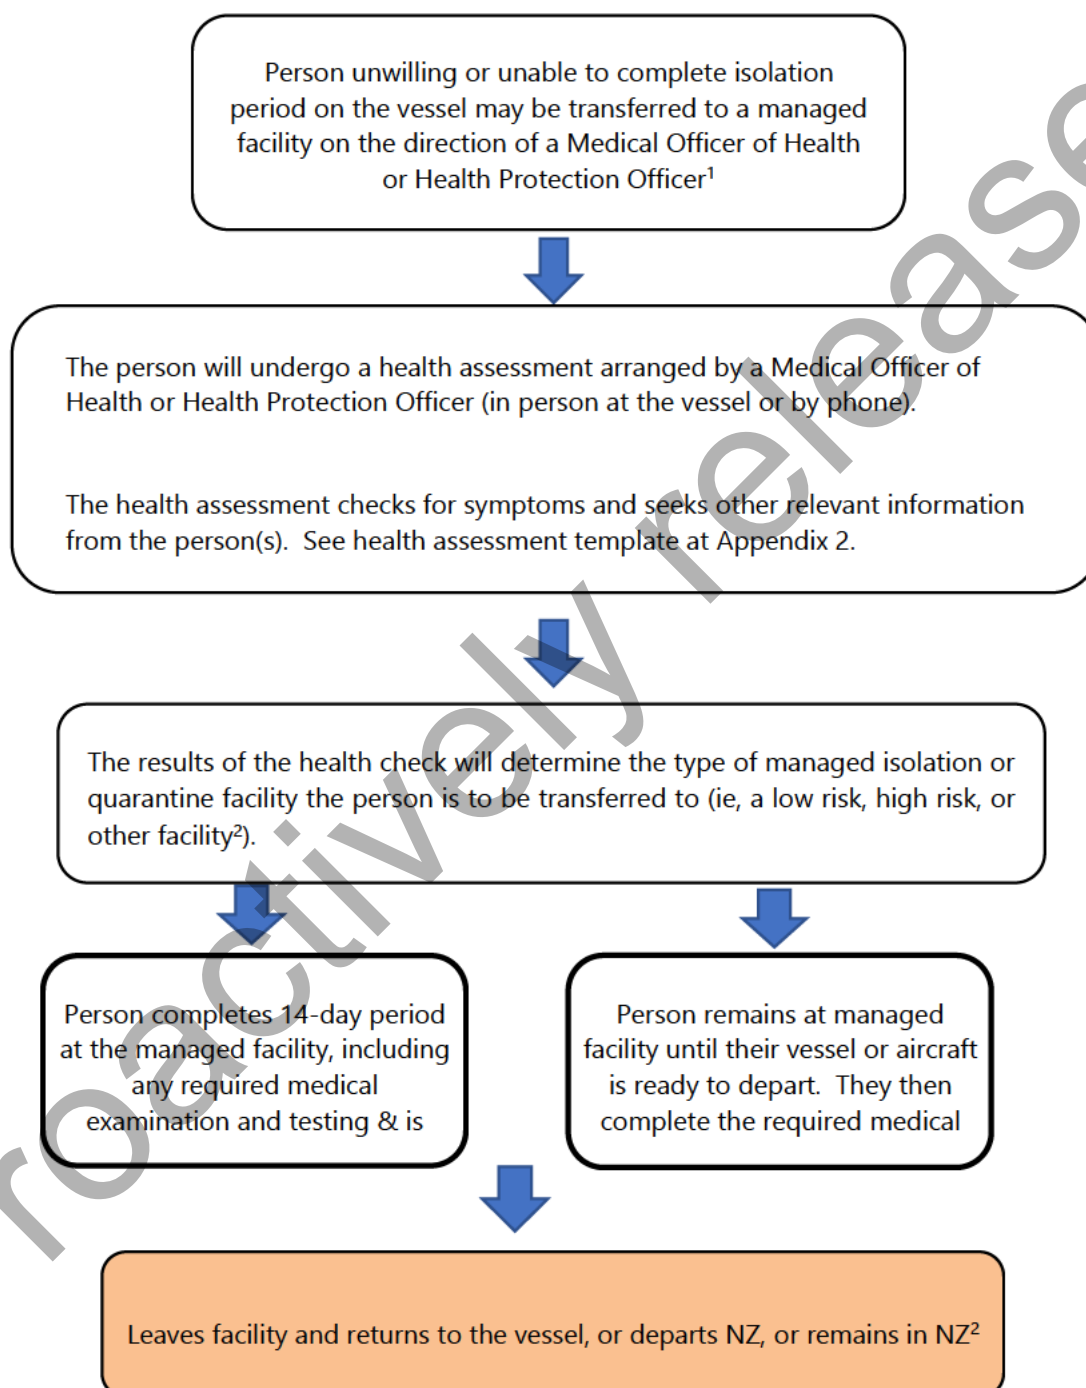 Person unwilling or unable to complete isolation
period on the vessel may be transferred to a managed
facility on the direction of a Medical Officer of Health
or Health Protection Officer¹
The person will undergo a health assessment arranged by a Medical Officer of
Health or Health Protection Officer (in person at the vessel or by phone).
The health assessment checks for symptoms and seeks other relevant information
from the person(s).  See health assessment template at Appendix 2.
The results of the health check will determine the type of managed isolation or
quarantine facility the person is to be transferred to (ie, a low risk, high risk, or
other facility²).
Person completes 14-day period
at the managed facility, including
any required medical
examination and testing & is
Person remains at managed
facility until their vessel or aircraft
is ready to depart.  They then
complete the required medical
Leaves facility and returns to the vessel, or departs NZ, or remains in NZ²
roactively release